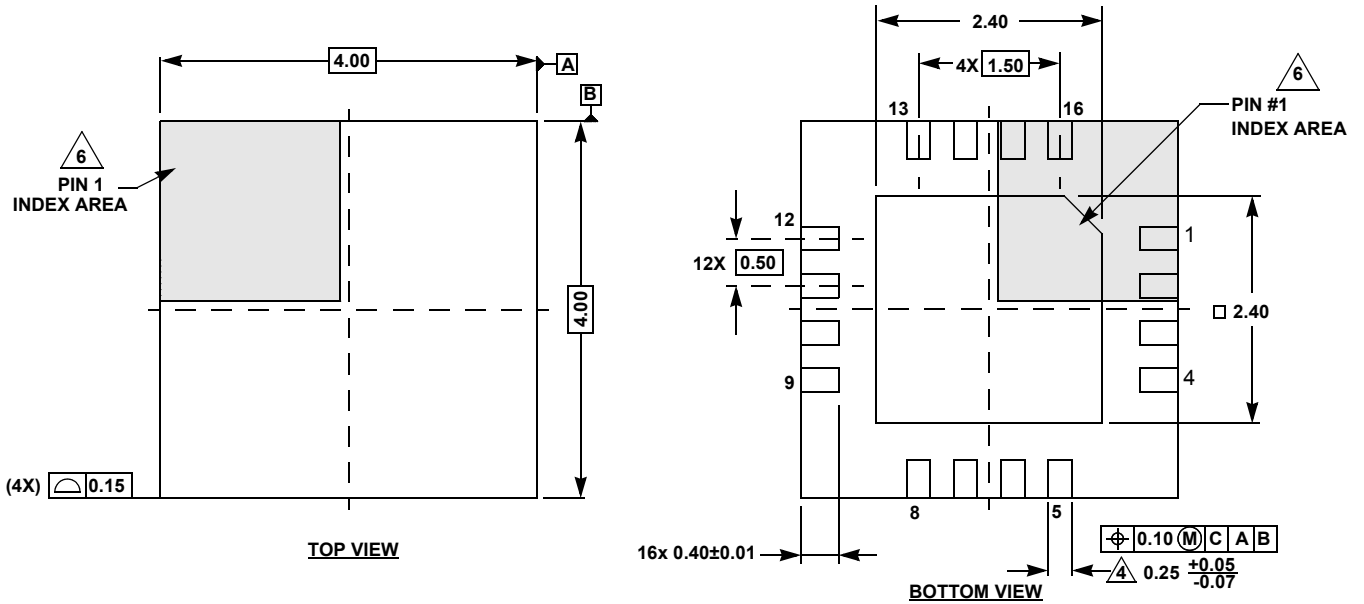 4.00
A
B
6
PIN 1
INDEX AREA
4.00
(4X) ⌓ 0.15
TOP VIEW
2.40
4X 1.50
6
PIN #1
INDEX AREA
13
16
12
1
12X 0.50
□ 2.40
9
4
8
5
16x 0.40±0.01
⌖ 0.10 Ⓜ C A B
4 0.25 +0.05
-0.07
BOTTOM VIEW